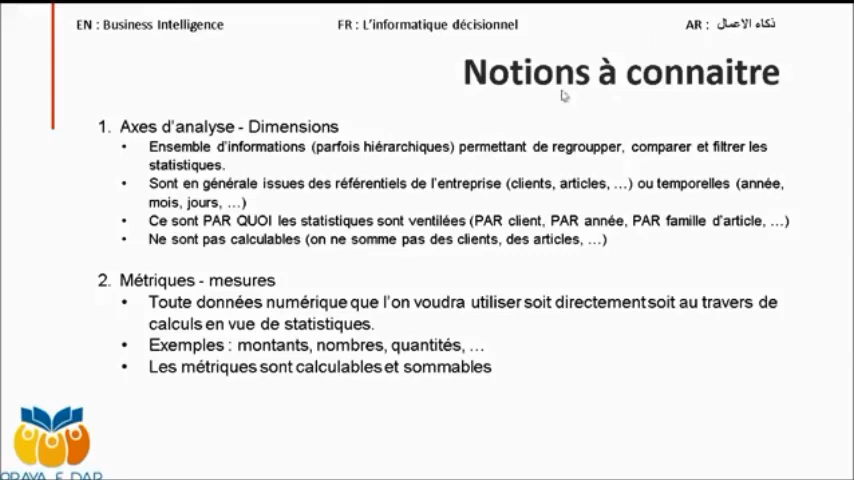 EN : Business Intelligence
FR : L'informatique décisionnel
AR : ذكاء الاعمال
Notions à connaitre
1. Axes d'analyse - Dimensions
• Ensemble d'informations (parfois hiérarchiques) permettant de regroupper, comparer et filtrer les
statistiques.
• Sont en générale issues des référentiels de l'entreprise (clients, articles, ...) ou temporelles (année,
mois, jours, ...)
• Ce sont PAR QUOI les statistiques sont ventilées (PAR client, PAR année, PAR famille d'article, ...)
• Ne sont pas calculables (on ne somme pas des clients, des articles, ...)
2. Métriques - mesures
• Toute données numérique que l'on voudra utiliser soit directement soit au travers de
calculs en vue de statistiques.
• Exemples : montants, nombres, quantités, ...
• Les métriques sont calculables et sommables